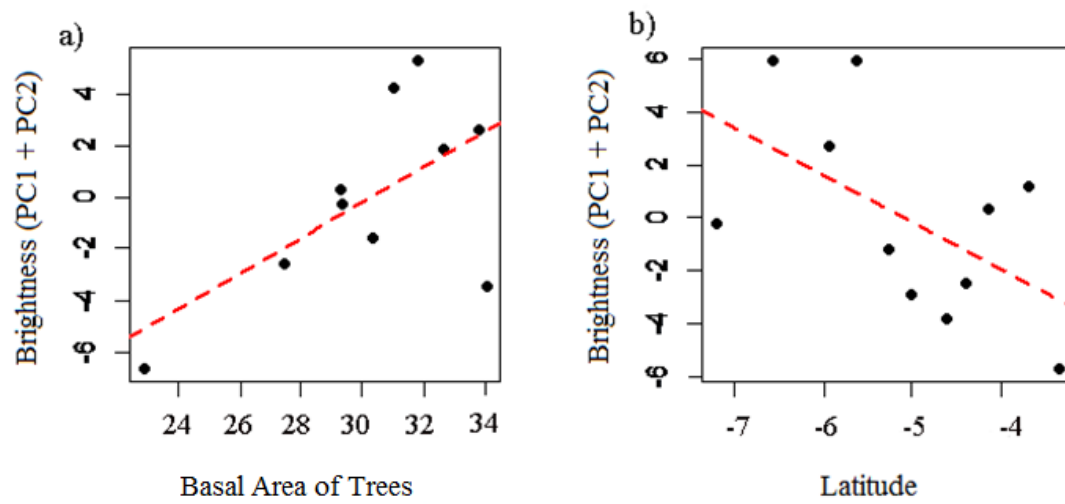 a)
Brightness (PC1 + PC2)
4
2
0
-2
-4
-6
24 26 28 30 32 34
Basal Area of Trees
b)
Brightness (PC1 + PC2)
6
4
2
0
-2
-4
-6
-7 -6 -5 -4
Latitude